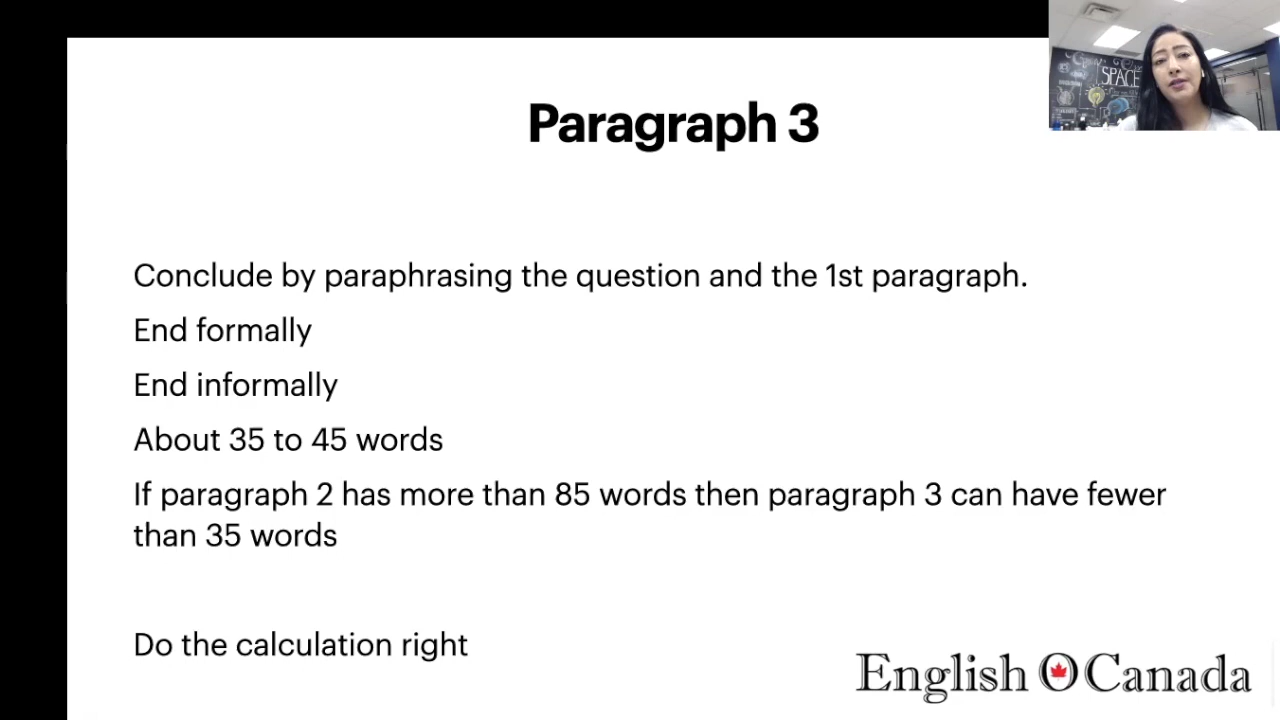 SPACE
Paragraph 3
Conclude by paraphrasing the question and the 1st paragraph.
End formally
End informally
About 35 to 45 words
If paragraph 2 has more than 85 words then paragraph 3 can have fewer
than 35 words
Do the calculation right
English O Canada